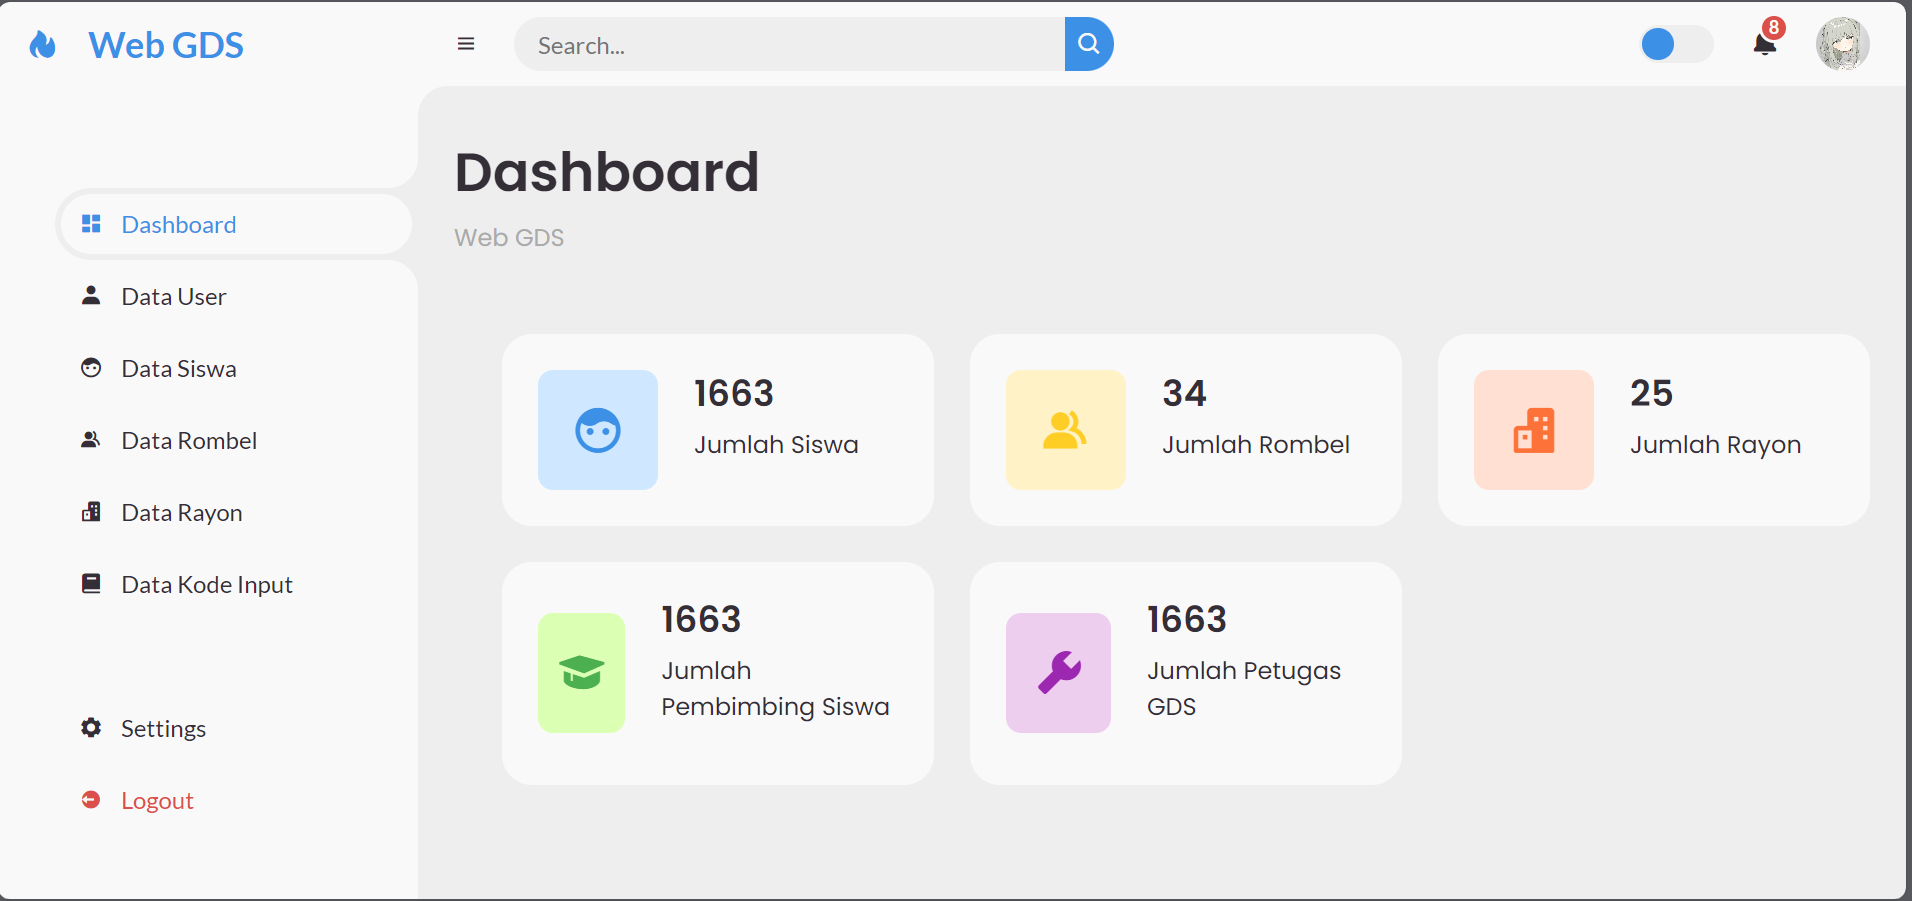 Web GDS
Search...
8
Dashboard
Data User
Data Siswa
Data Rombel
Data Rayon
Data Kode Input
Settings
Logout
Dashboard
Web GDS
1663
Jumlah Siswa
34
Jumlah Rombel
25
Jumlah Rayon
1663
Jumlah
Pembimbing Siswa
1663
Jumlah Petugas
GDS